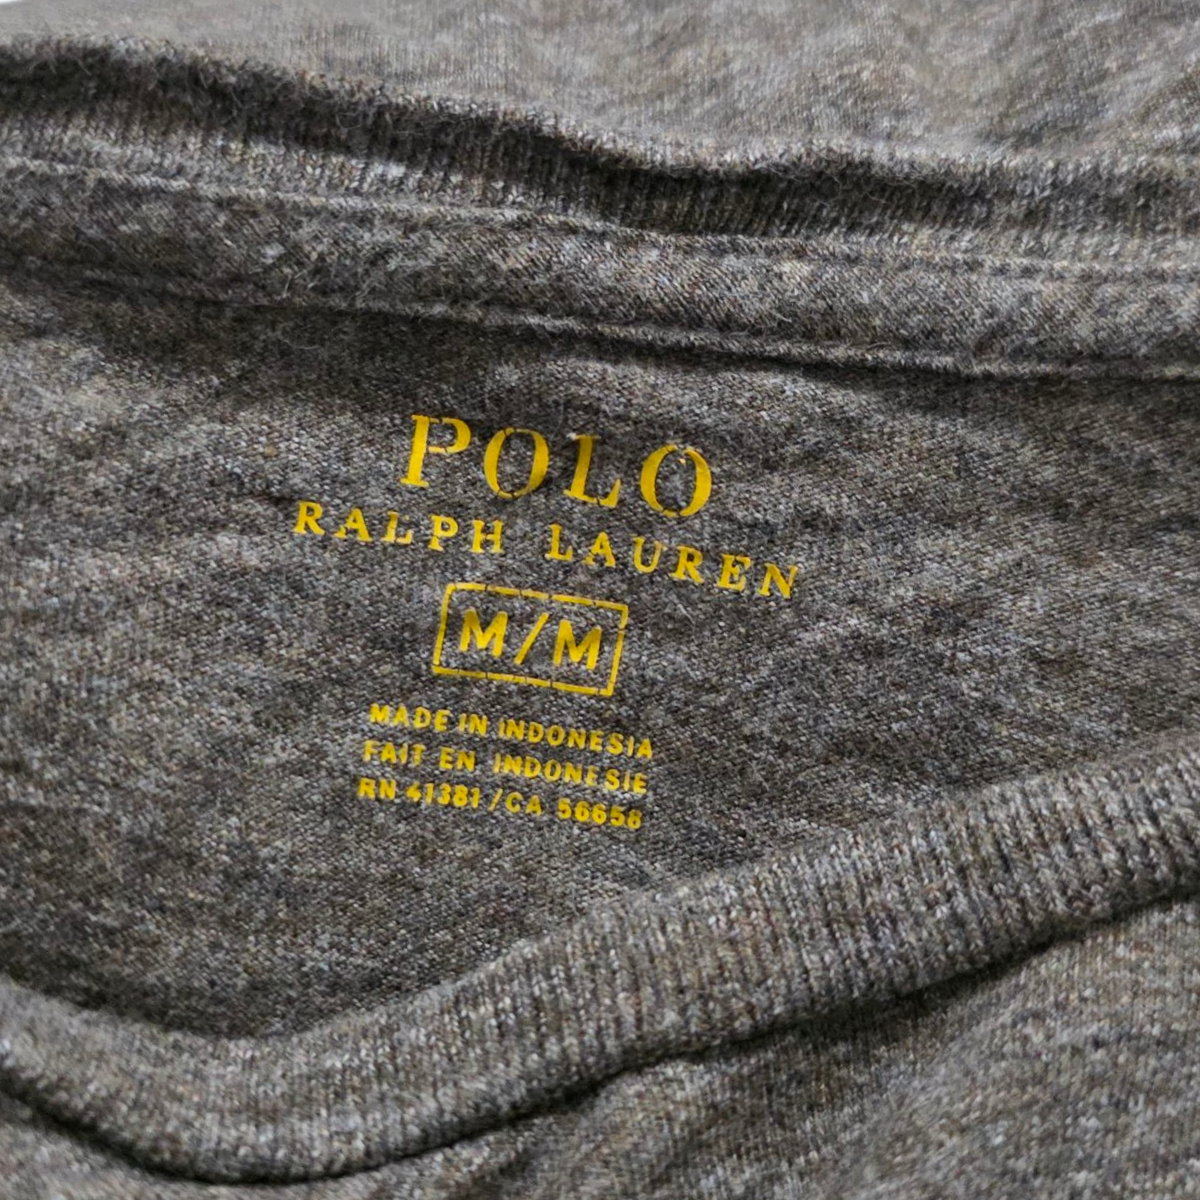 POLO
RALPH LAUREN
M/M
MADE IN INDONESIA
FAIT EN INDONESIE
RN 41381/CA 56658